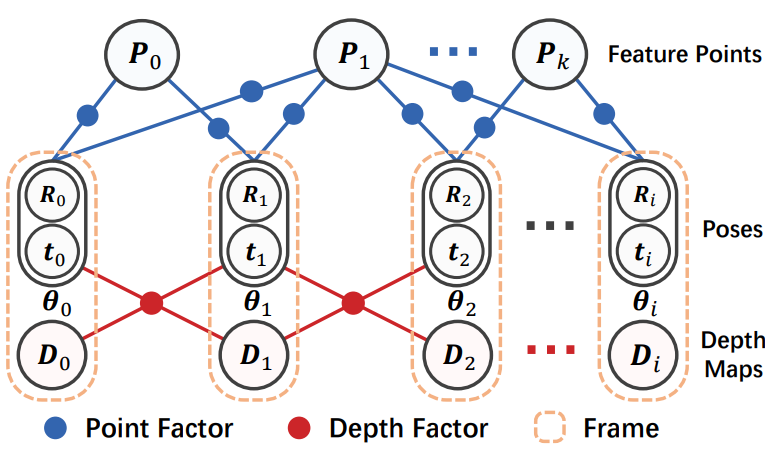 P0 P1 Pk Feature Points
R0 R1 R2 Ri
Poses
t0 t1 t2 ti
θ0 θ1 θ2 θi
Depth
Maps
D0 D1 D2 Di
Point Factor Depth Factor Frame